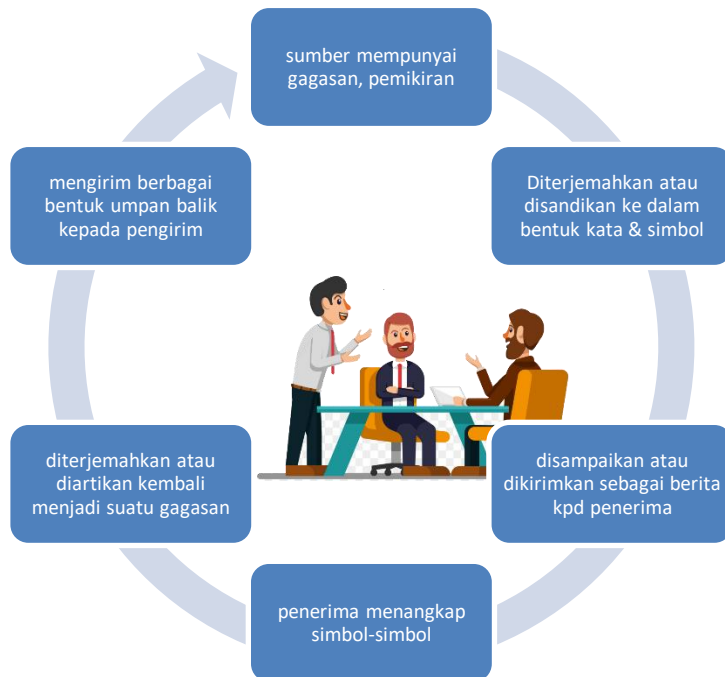 sumber mempunyai
gagasan, pemikiran
Diterjemahkan atau
disandikan ke dalam
bentuk kata & simbol
disampaikan atau
dikirimkan sebagai berita
kpd penerima
penerima menangkap
simbol-simbol
diterjemahkan atau
diartikan kembali
menjadi suatu gagasan
mengirim berbagai
bentuk umpan balik
kepada pengirim